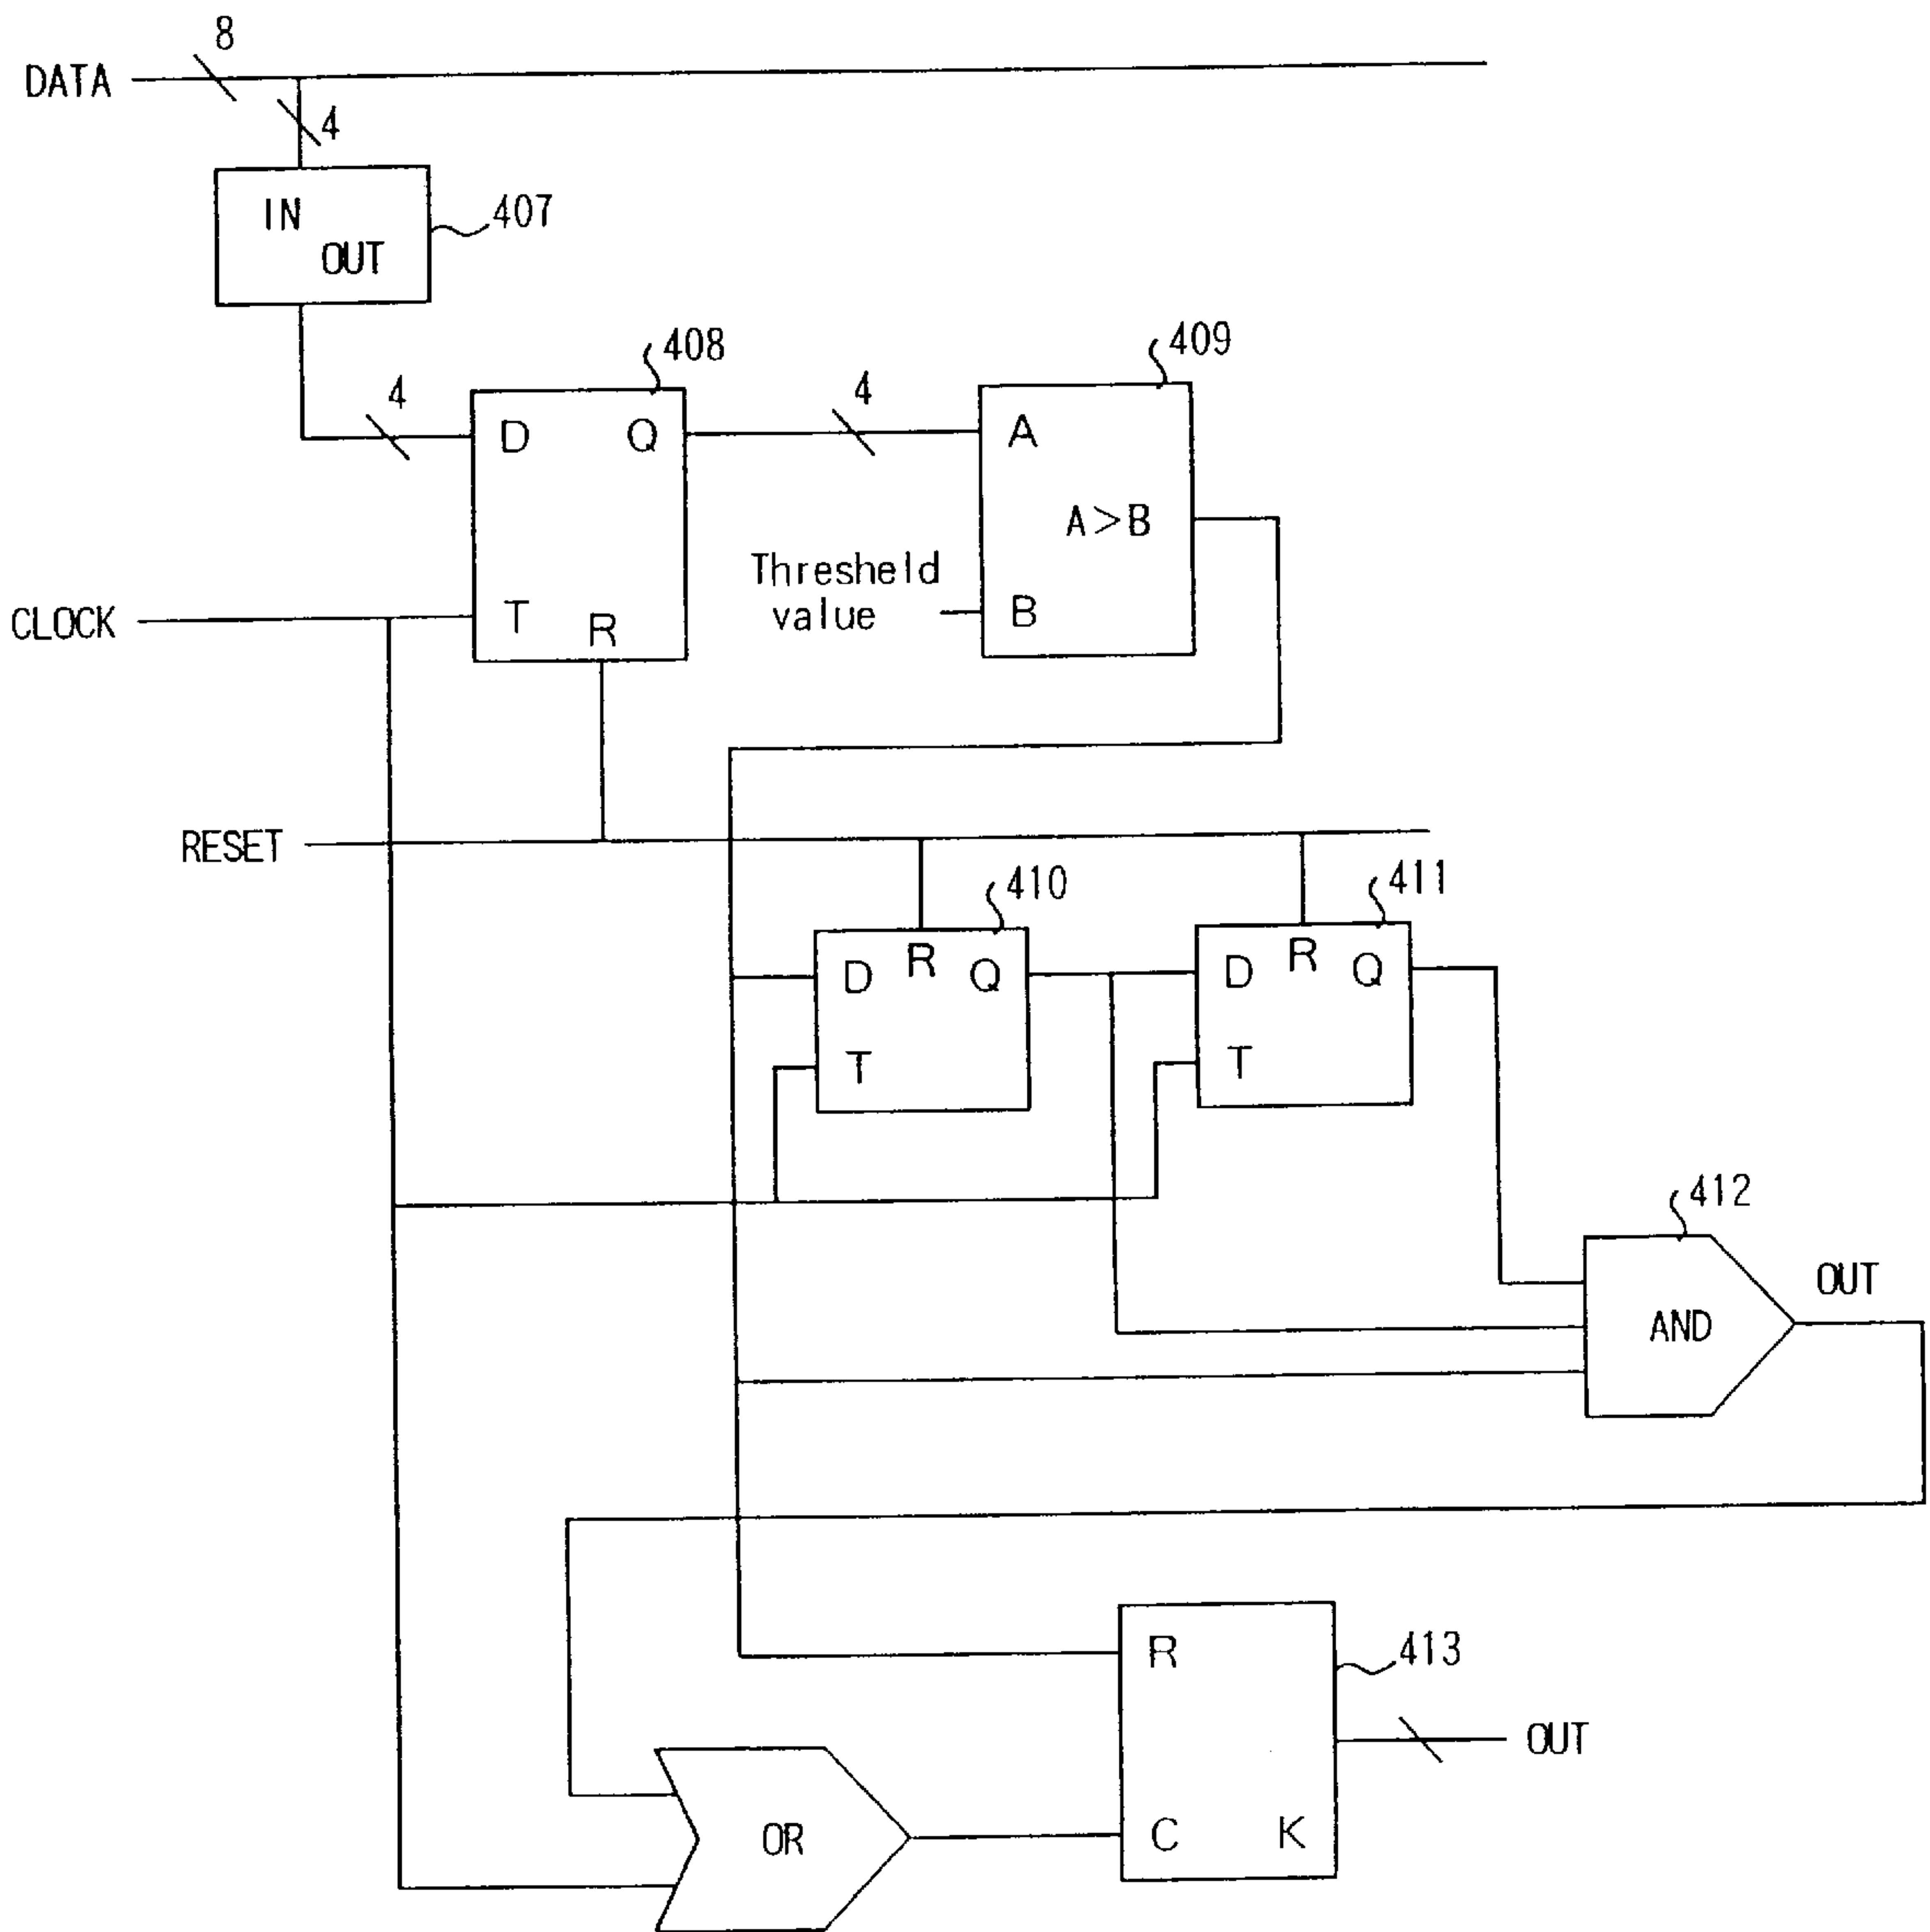 8
DATA
4
IN
OUT
407
408
409
4
4
D
Q
A
A>B
Thresheld
value
CLOCK
T
R
B
RESET
410
411
D
R
Q
D
R
Q
T
T
412
OUT
AND
R
413
OUT
OR
C
K